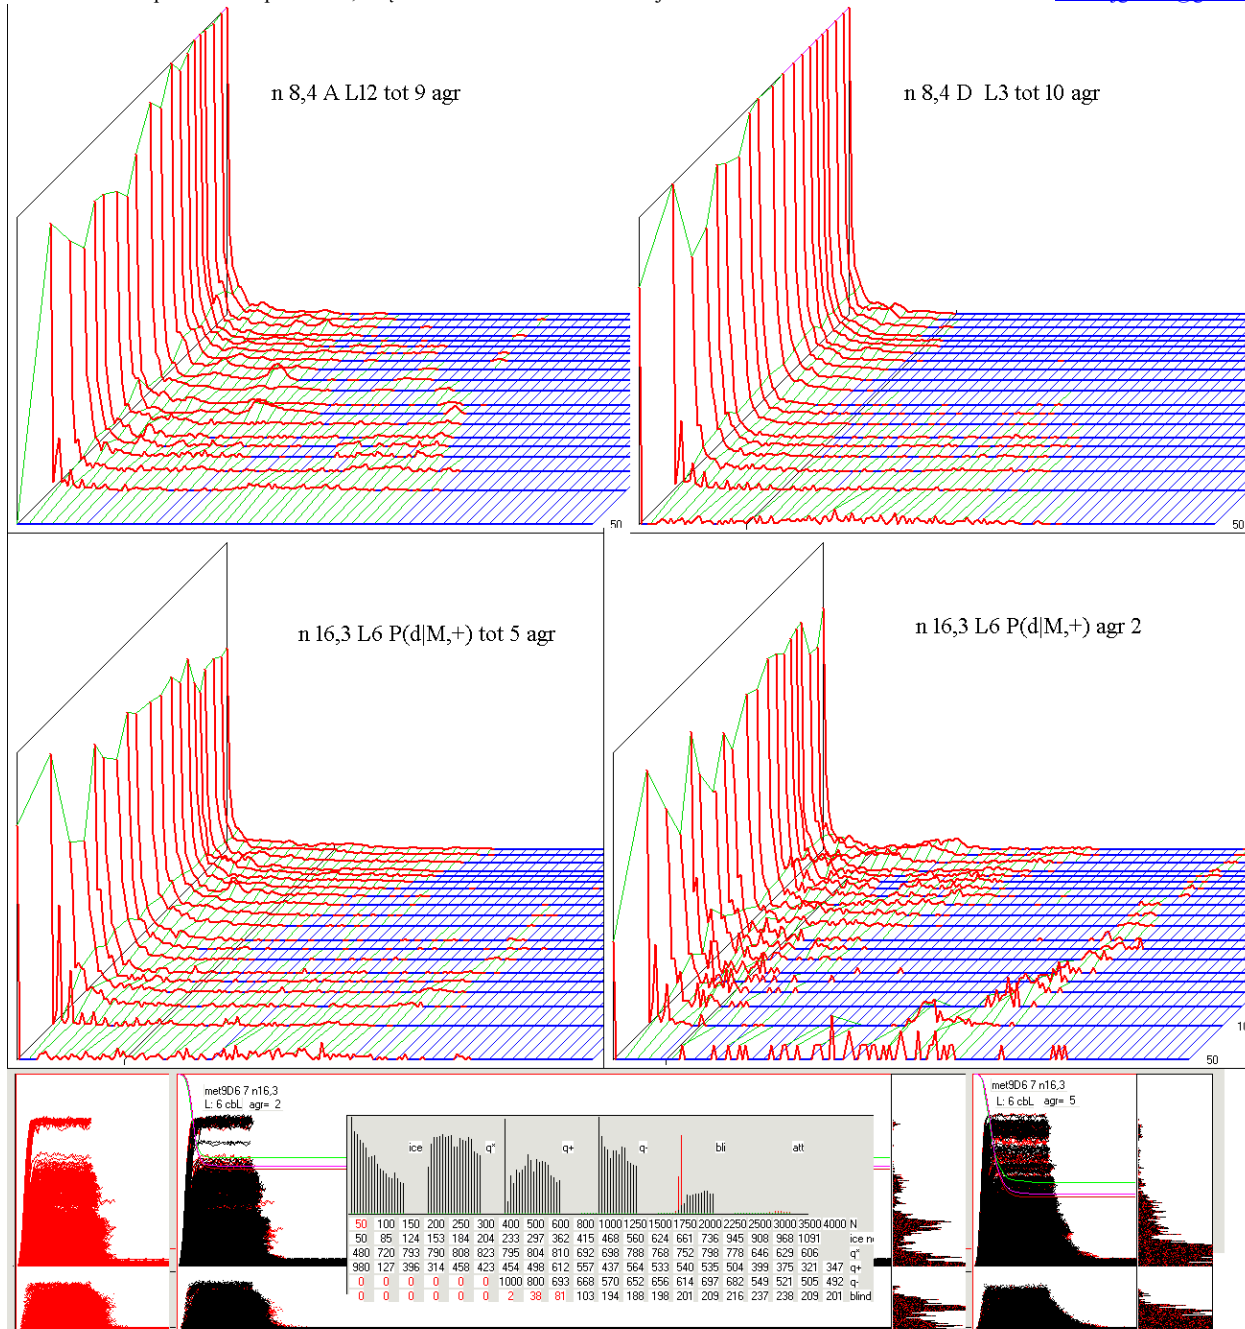 n 8,4 A L12 tot 9 agr
n 8,4 D L3 tot 10 agr
50
50
n 16,3 L6 P(d|M,+) tot 5 agr
n 16,3 L6 P(d|M,+) agr 2
50
met9D6 7 n16,3
L: 6 cbL agr= 2
ice q* q+ q- bli att
met9D6 7 n16,3
L: 6 cbL agr= 5
50 100 150 200 250 300 400 500 600 800 1000 1250 1500 1750 2000 2250 2500 3000 3500 4000 N
50 85 124 153 184 204 233 297 362 415 468 560 624 661 736 945 908 968 1091 ice
480 720 793 790 808 823 795 804 810 692 698 788 768 752 798 778 646 629 606 q*
980 127 396 314 458 423 454 498 612 557 437 564 533 540 535 504 399 375 321 347 q+
0 0 0 0 0 0 1000 800 693 668 570 652 656 614 697 682 549 521 505 492 q-
0 0 0 0 0 0 2 38 81 103 194 188 198 201 209 216 237 238 209 201 blind